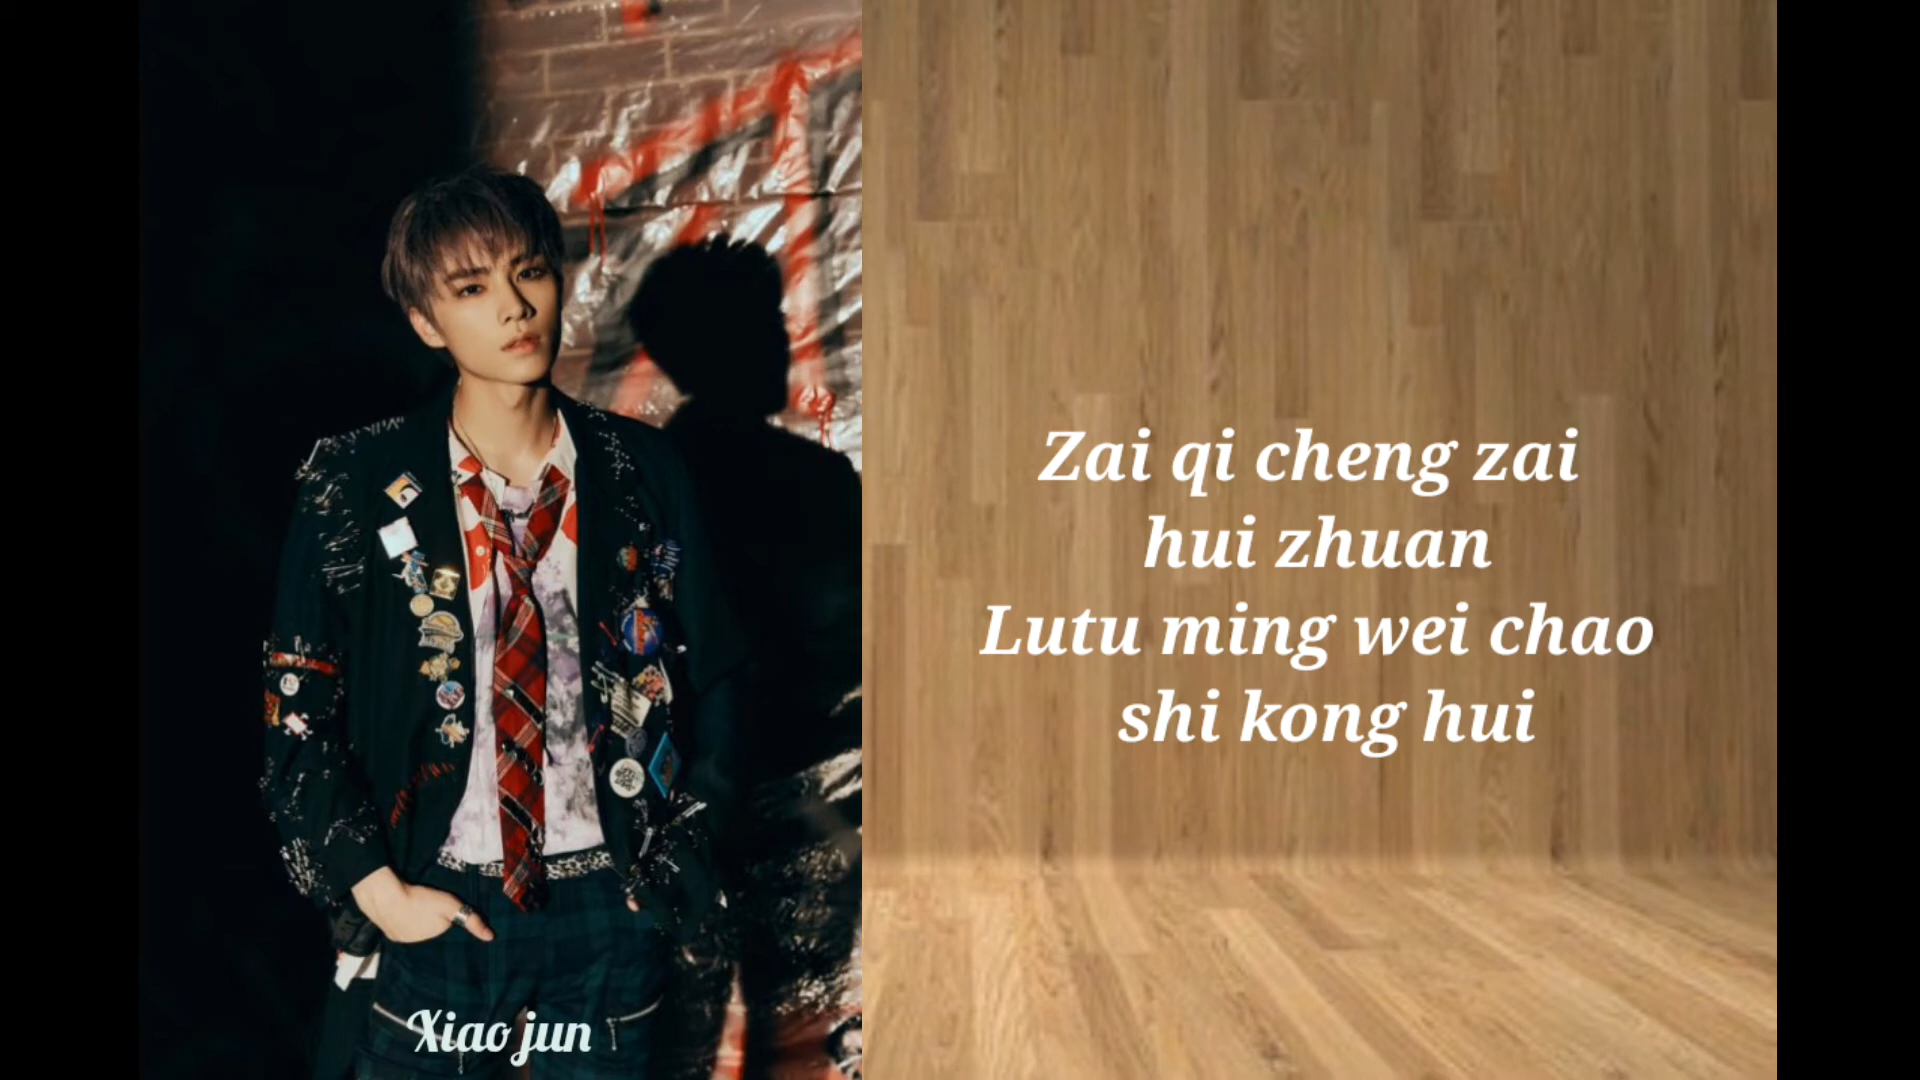 Zai qi cheng zai
hui zhuan
Lutu ming wei chao
shi kong hui
Xiao jun